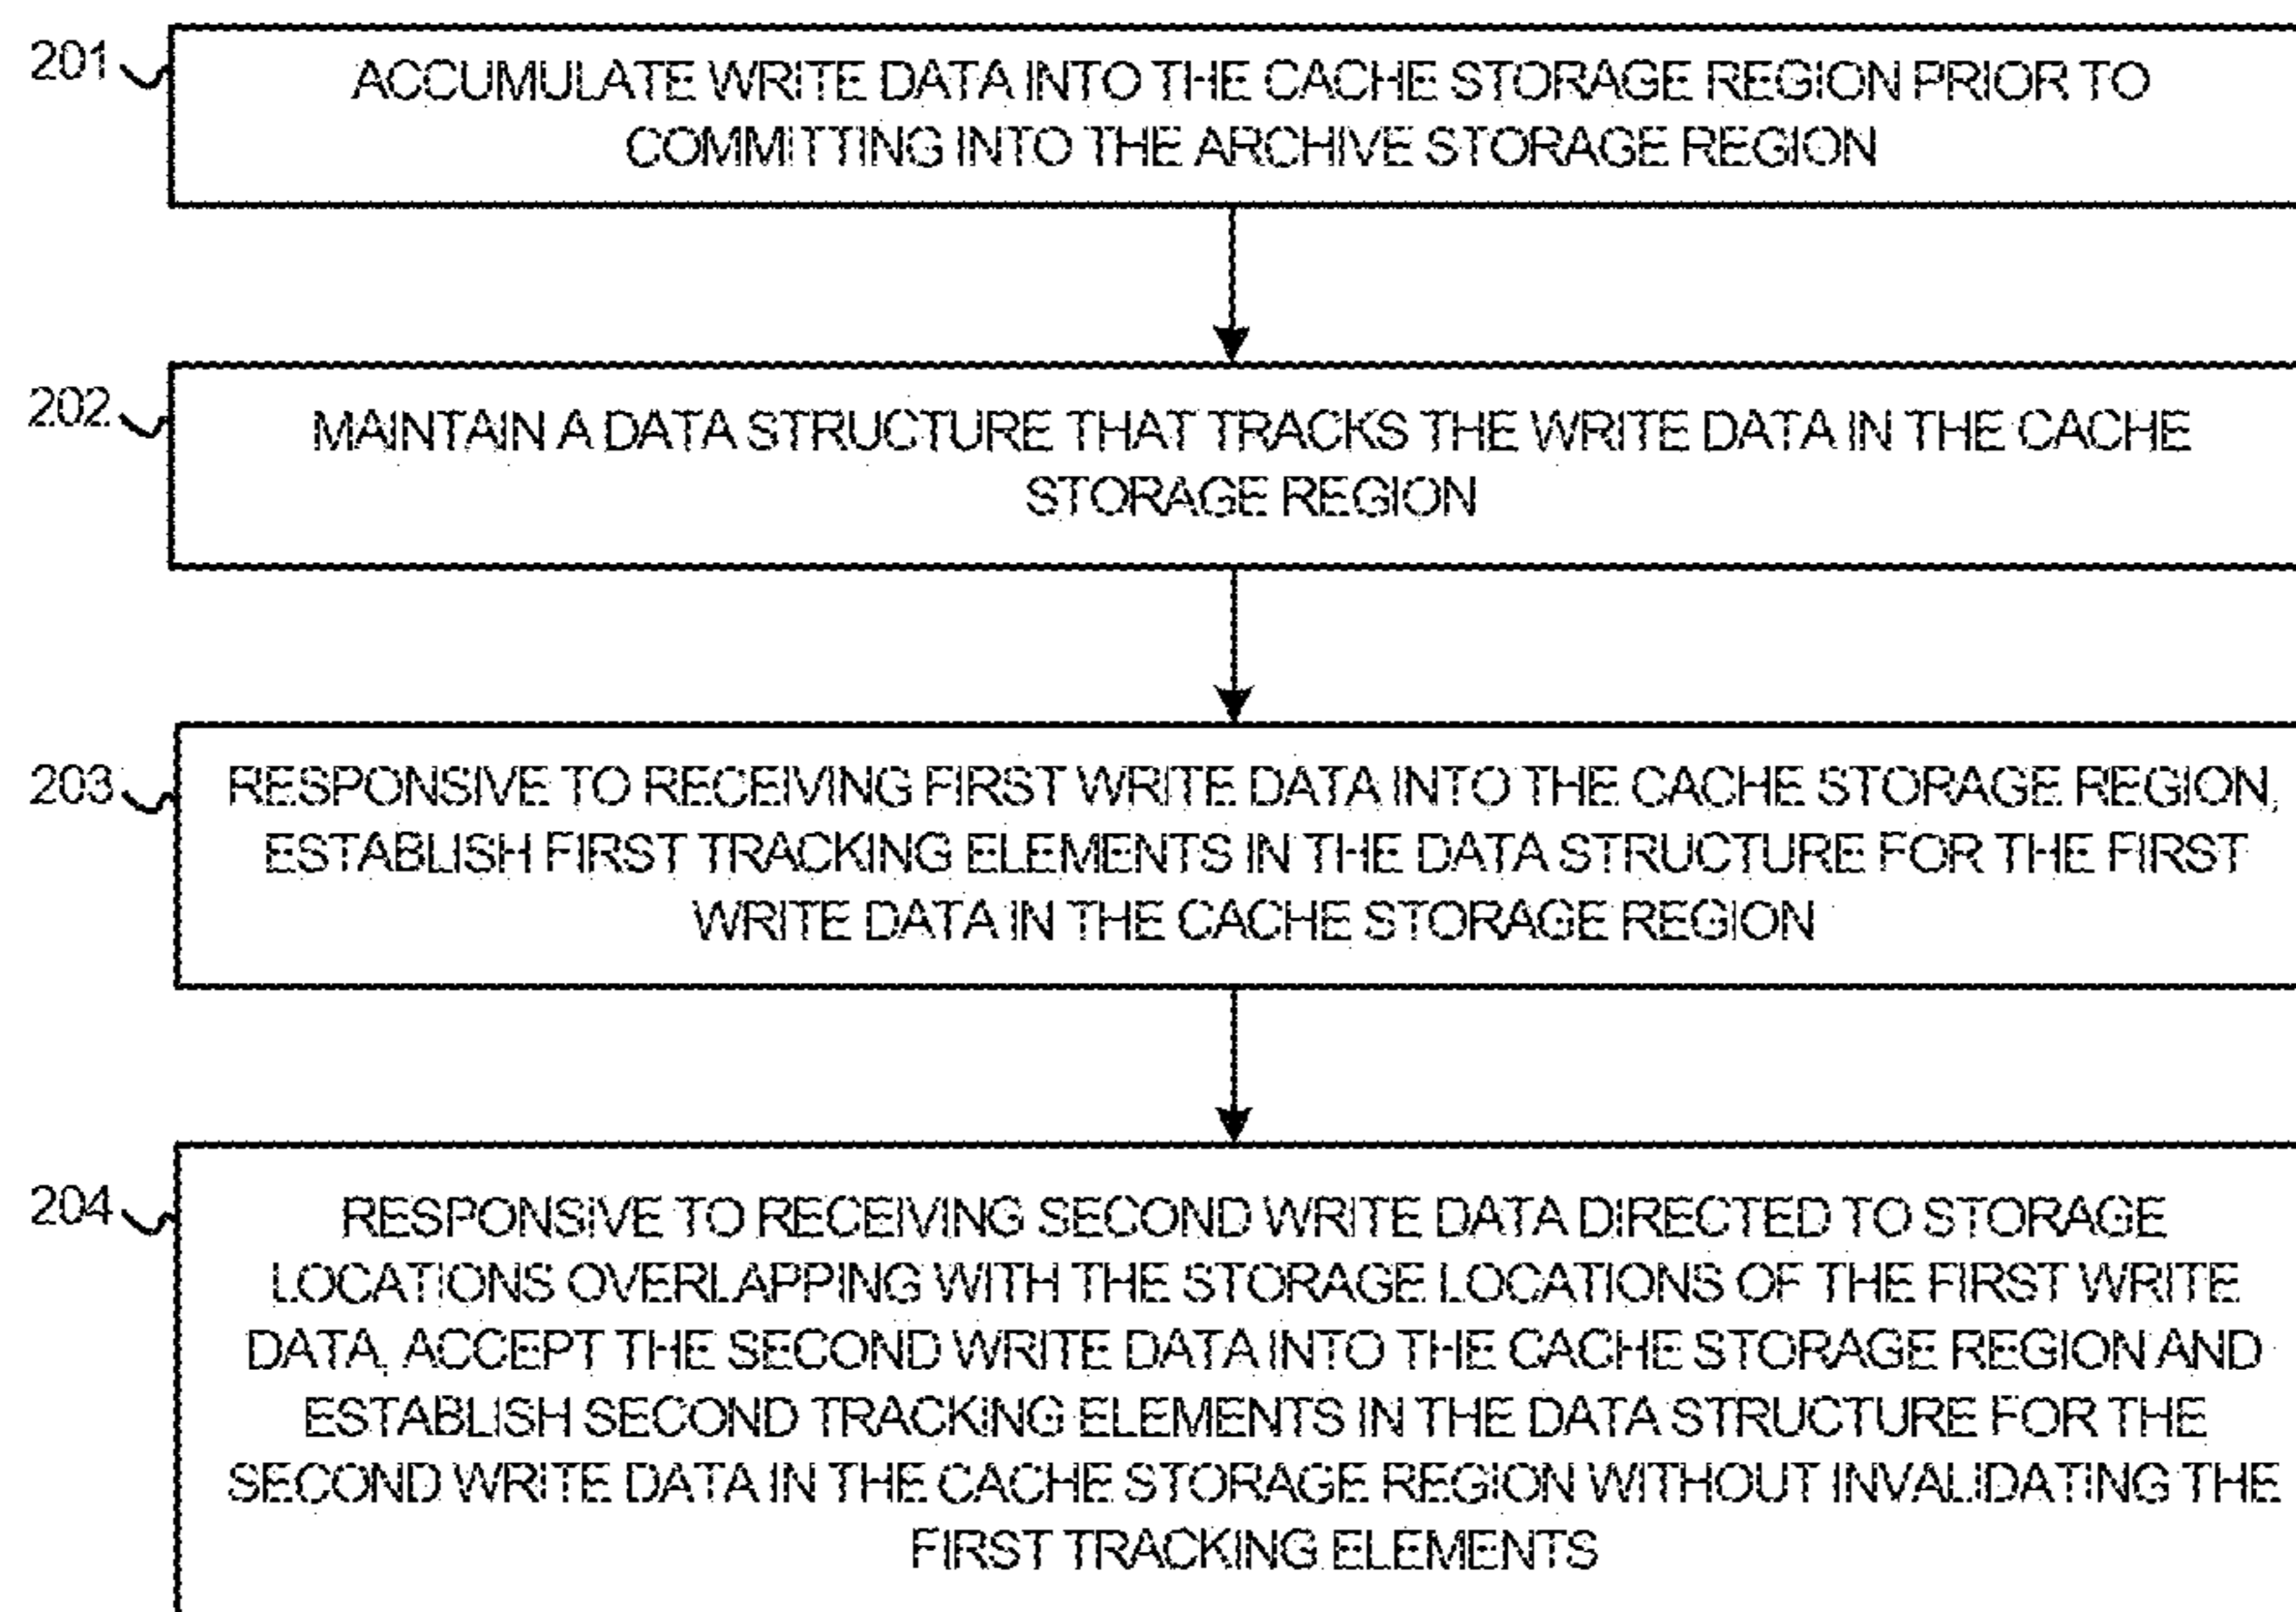 201
ACCUMULATE WRITE DATA INTO THE CACHE STORAGE REGION PRIOR TO
COMMITTING INTO THE ARCHIVE STORAGE REGION
202
MAINTAIN A DATA STRUCTURE THAT TRACKS THE WRITE DATA IN THE CACHE
STORAGE REGION
203
RESPONSIVE TO RECEIVING FIRST WRITE DATA INTO THE CACHE STORAGE REGION,
ESTABLISH FIRST TRACKING ELEMENTS IN THE DATA STRUCTURE FOR THE FIRST
WRITE DATA IN THE CACHE STORAGE REGION
204
RESPONSIVE TO RECEIVING SECOND WRITE DATA DIRECTED TO STORAGE
LOCATIONS OVERLAPPING WITH THE STORAGE LOCATIONS OF THE FIRST WRITE
DATA, ACCEPT THE SECOND WRITE DATA INTO THE CACHE STORAGE REGION AND
ESTABLISH SECOND TRACKING ELEMENTS IN THE DATA STRUCTURE FOR THE
SECOND WRITE DATA IN THE CACHE STORAGE REGION WITHOUT INVALIDATING THE
FIRST TRACKING ELEMENTS